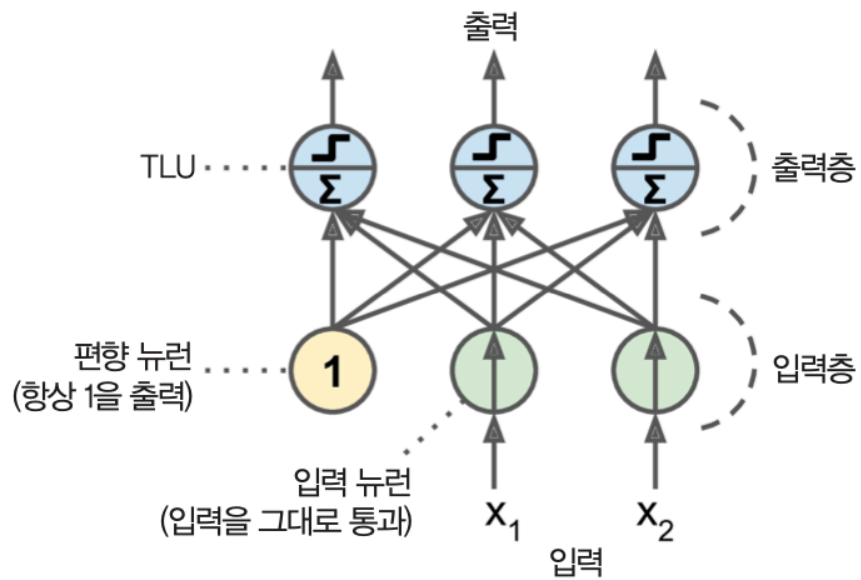 출력
TLU
Σ
Σ
Σ
출력층
편향 뉴런
(항상 1을 출력)
1
입력층
입력 뉴런
(입력을 그대로 통과)
x₁
x₂
입력